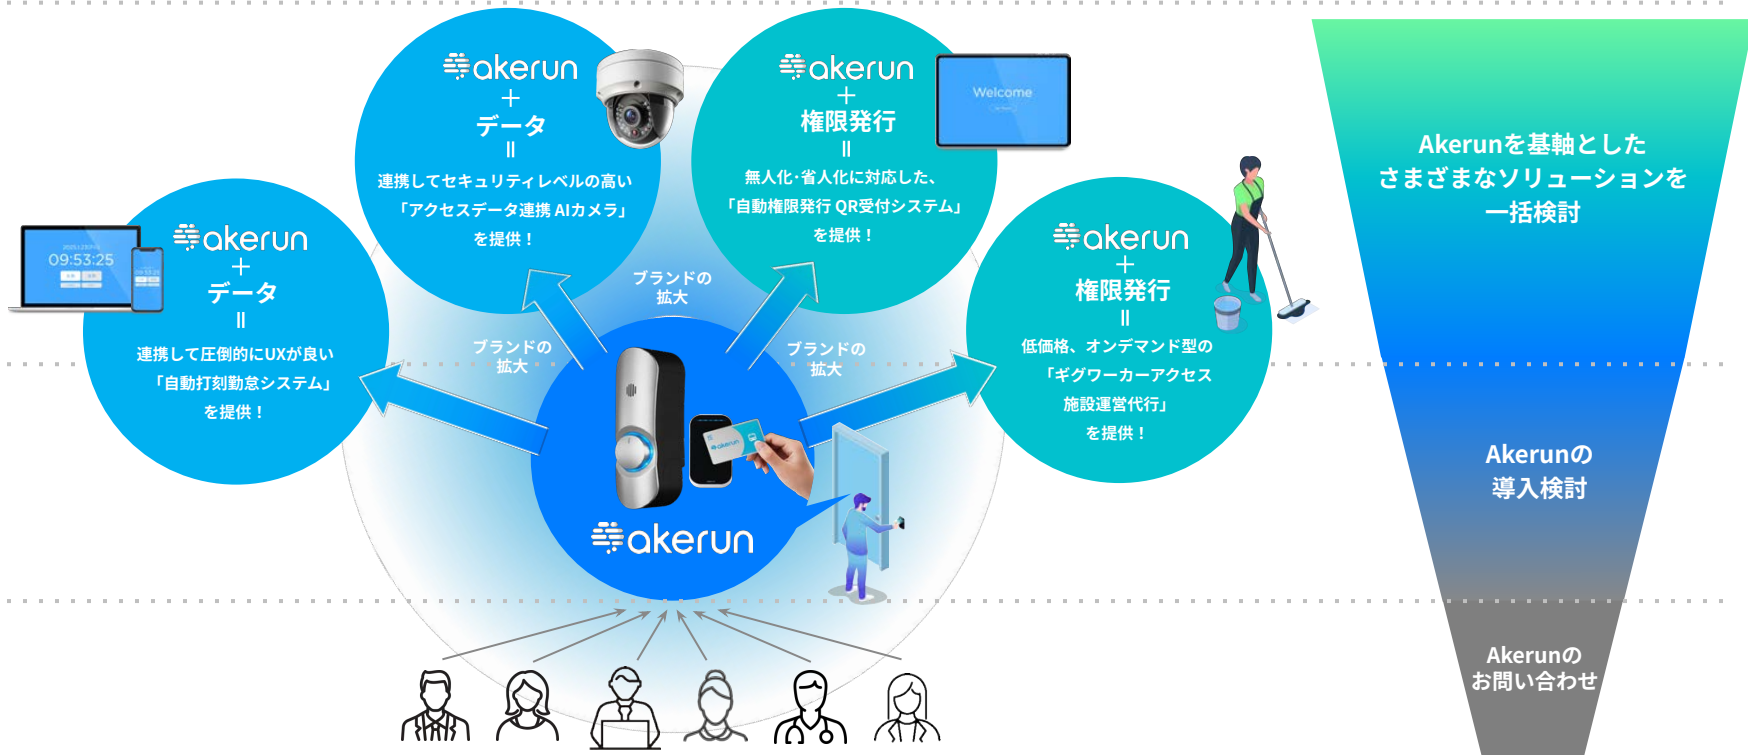 akerun
+
データ
=
連携して圧倒的にUXが良い
「自動打刻勤怠システム」
を提供！
09:53:25
akerun
+
データ
=
連携してセキュリティレベルの高い
「アクセスデータ連携 AIカメラ」
を提供！
akerun
+
権限発行
=
無人化･省人化に対応した、
「自動権限発行 QR受付システム」
を提供！
Welcome
akerun
+
権限発行
=
低価格、オンデマンド型の
「ギグワーカーアクセス
施設運営代行」
を提供！
ブランドの
拡大
ブランドの
拡大
ブランドの
拡大
akerun
akerun
Akerunを基軸とした
さまざまなソリューションを
一括検討
Akerunの
導入検討
Akerunの
お問い合わせ